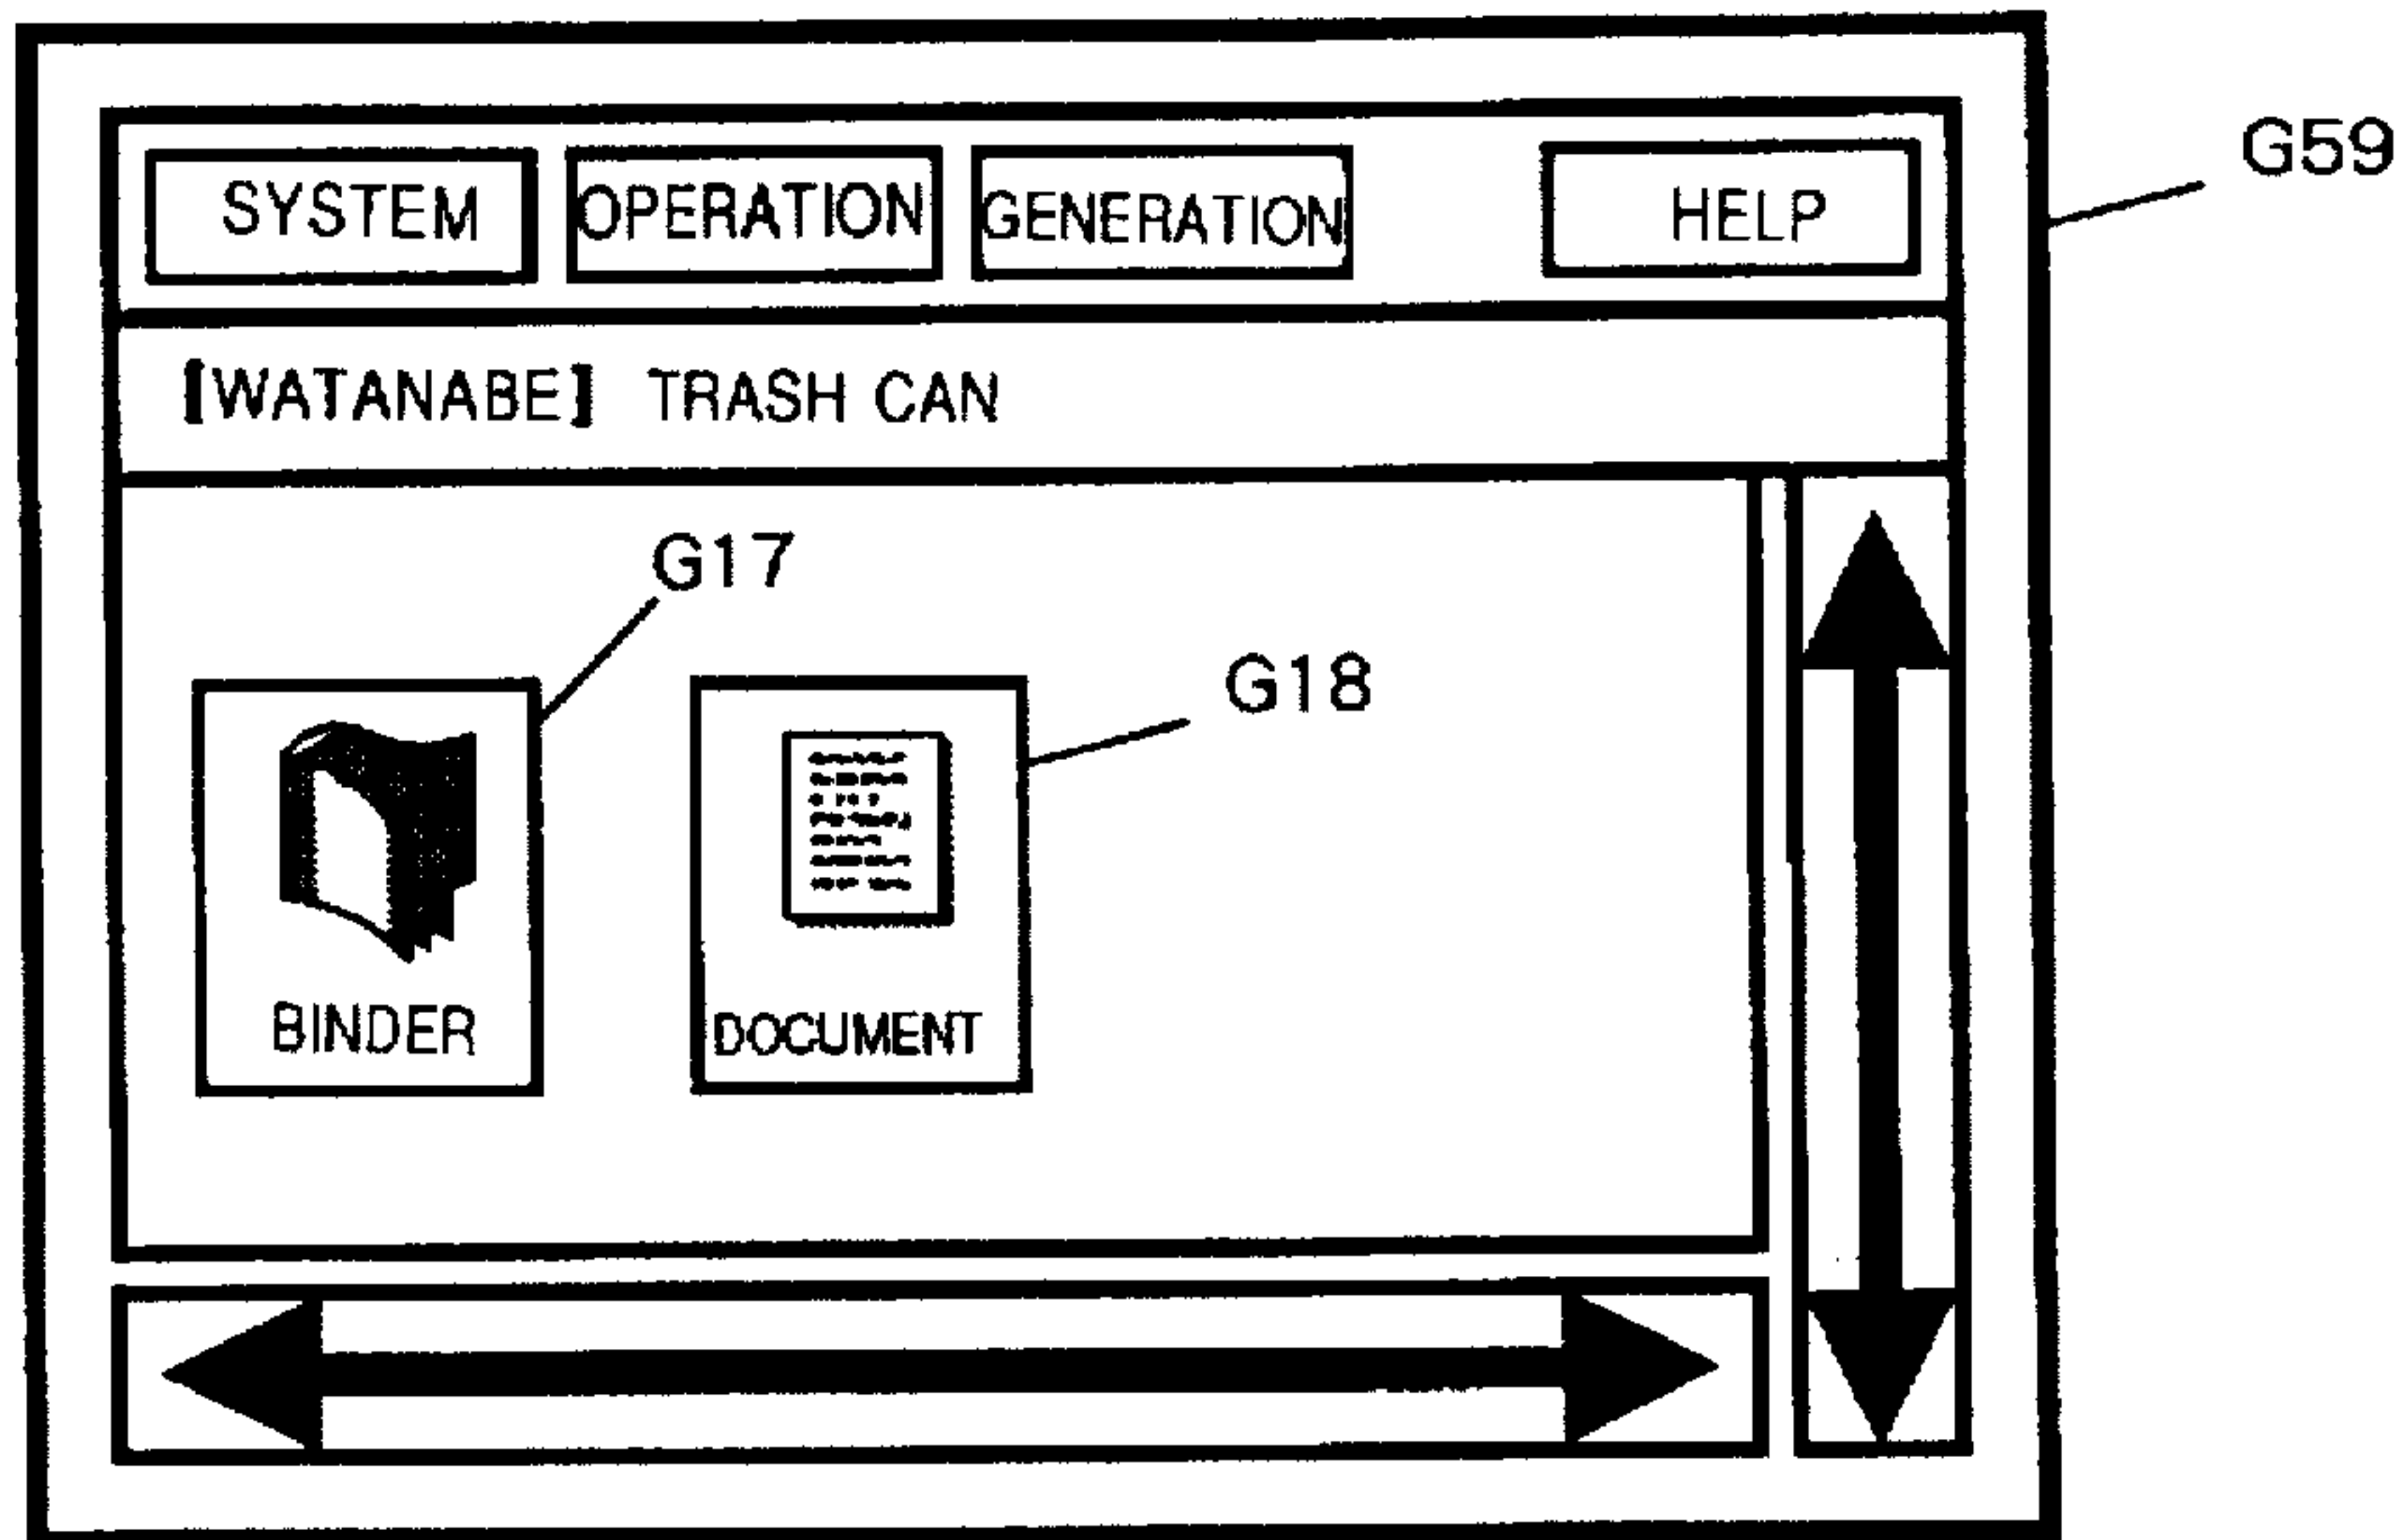 G59
SYSTEM OPERATION GENERATION HELP
[WATANABE] TRASH CAN
G17
G18
BINDER DOCUMENT